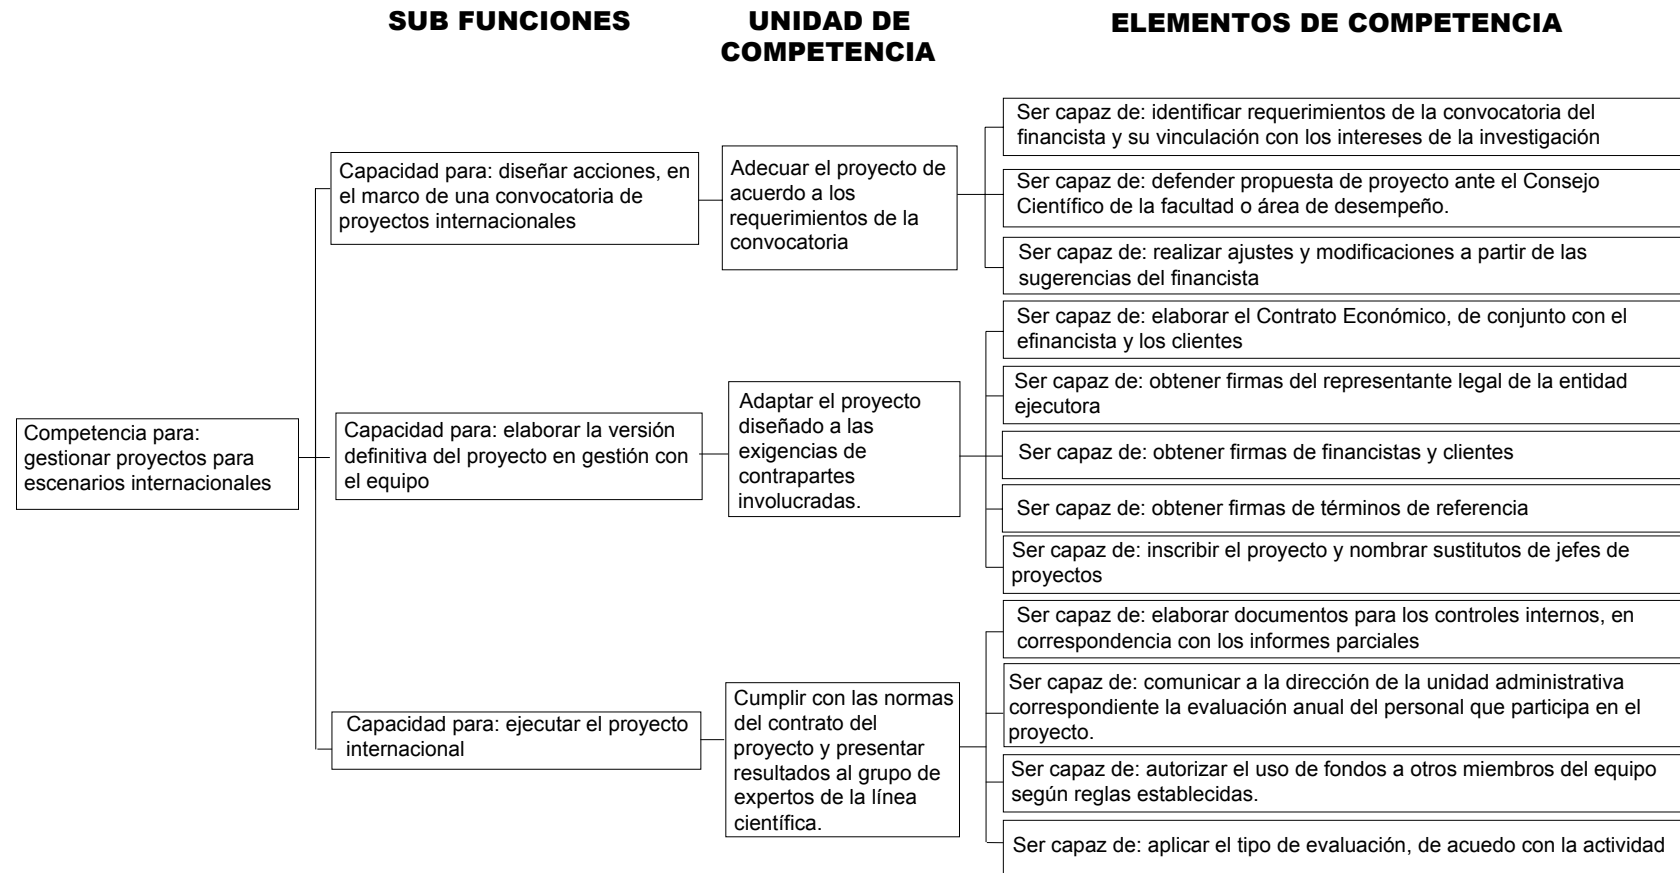 SUB FUNCIONES
UNIDAD DE
COMPETENCIA
ELEMENTOS DE COMPETENCIA
Competencia para:
gestionar proyectos para
escenarios internacionales
Capacidad para: diseñar acciones, en
el marco de una convocatoria de
proyectos internacionales
Adecuar el proyecto de
acuerdo a los
requerimientos de la
convocatoria
Ser capaz de: identificar requerimientos de la convocatoria del
financista y su vinculación con los intereses de la investigación
Ser capaz de: defender propuesta de proyecto ante el Consejo
Científico de la facultad o área de desempeño.
Ser capaz de: realizar ajustes y modificaciones a partir de las
sugerencias del financista
Capacidad para: elaborar la versión
definitiva del proyecto en gestión con
el equipo
Adaptar el proyecto
diseñado a las
exigencias de
contrapartes
involucradas.
Ser capaz de: elaborar el Contrato Económico, de conjunto con el
efinancista y los clientes
Ser capaz de: obtener firmas del representante legal de la entidad
ejecutora
Ser capaz de: obtener firmas de financistas y clientes
Ser capaz de: obtener firmas de términos de referencia
Ser capaz de: inscribir el proyecto y nombrar sustitutos de jefes de
proyectos
Capacidad para: ejecutar el proyecto
internacional
Cumplir con las normas
del contrato del
proyecto y presentar
resultados al grupo de
expertos de la línea
científica.
Ser capaz de: elaborar documentos para los controles internos, en
correspondencia con los informes parciales
Ser capaz de: comunicar a la dirección de la unidad administrativa
correspondiente la evaluación anual del personal que participa en el
proyecto.
Ser capaz de: autorizar el uso de fondos a otros miembros del equipo
según reglas establecidas.
Ser capaz de: aplicar el tipo de evaluación, de acuedo con la actividad